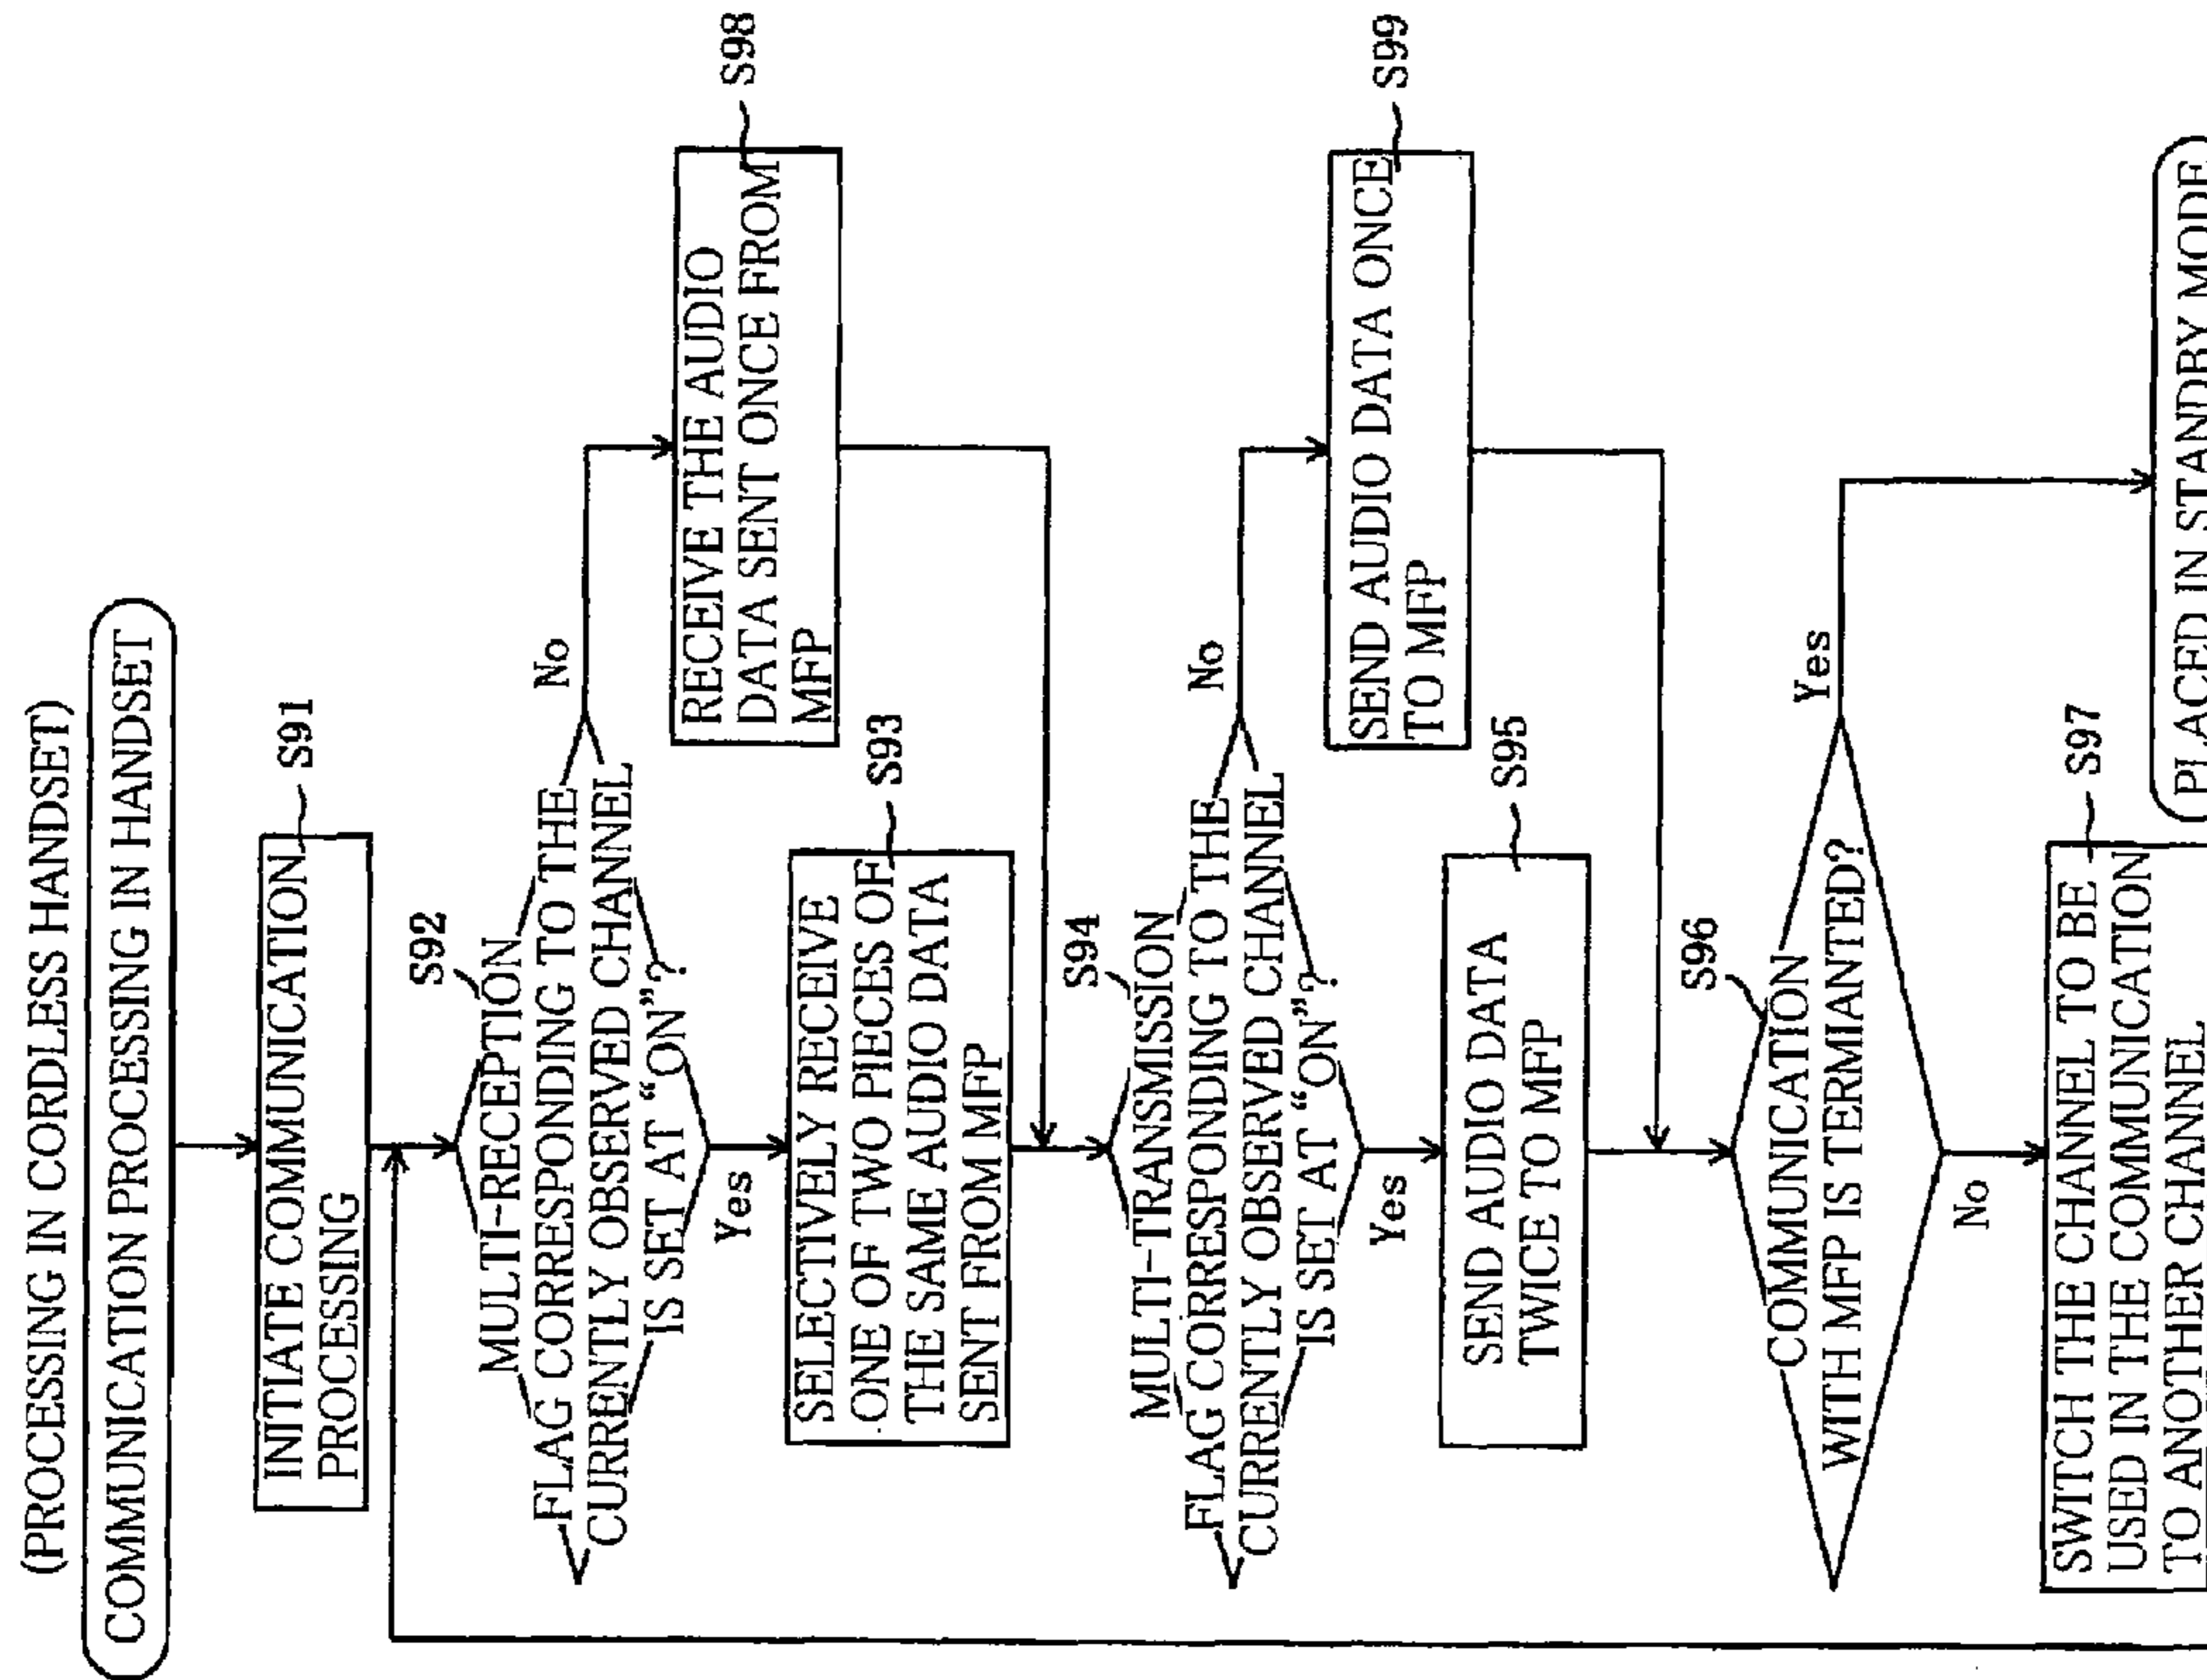 (PROCESSING IN CORDLESS HANDSET)
COMMUNICATION PROCESSING IN HANDSET
INITIATE COMMUNICATION
PROCESSING
S91
S92
MULTI-RECEPTION
FLAG CORRESPONDING TO THE
CURRENTLY OBSERVED CHANNEL
IS SET AT “ON”?
No
Yes
RECEIVE THE AUDIO
DATA SENT ONCE FROM
MFP
S98
SELECTIVELY RECEIVE
ONE OF TWO PIECES OF
THE SAME AUDIO DATA
SENT FROM MFP
S93
S94
MULTI-TRANSMISSION
FLAG CORRESPONDING TO THE
CURRENTLY OBSERVED CHANNEL
IS SET AT “ON”?
No
Yes
SEND AUDIO DATA ONCE
TO MFP
S99
SEND AUDIO DATA
TWICE TO MFP
S95
S96
COMMUNICATION
WITH MFP IS TERMIANTED?
Yes
No
SWITCH THE CHANNEL TO BE
USED IN THE COMMUNICATION
TO ANOTHER CHANNEL
S97
(PLACED IN STANDBY MODE)